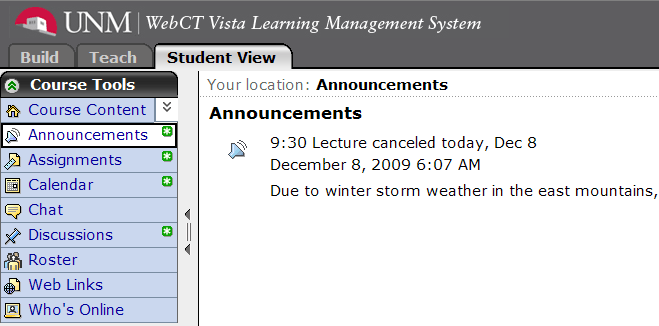 UNM | WebCT Vista Learning Management System
Build Teach Student View
Course Tools
Course Content
Announcements
Assignments
Calendar
Chat
Discussions
Roster
Web Links
Who's Online
Your location: Announcements
Announcements
9:30 Lecture canceled today, Dec 8
December 8, 2009 6:07 AM
Due to winter storm weather in the east mountains,